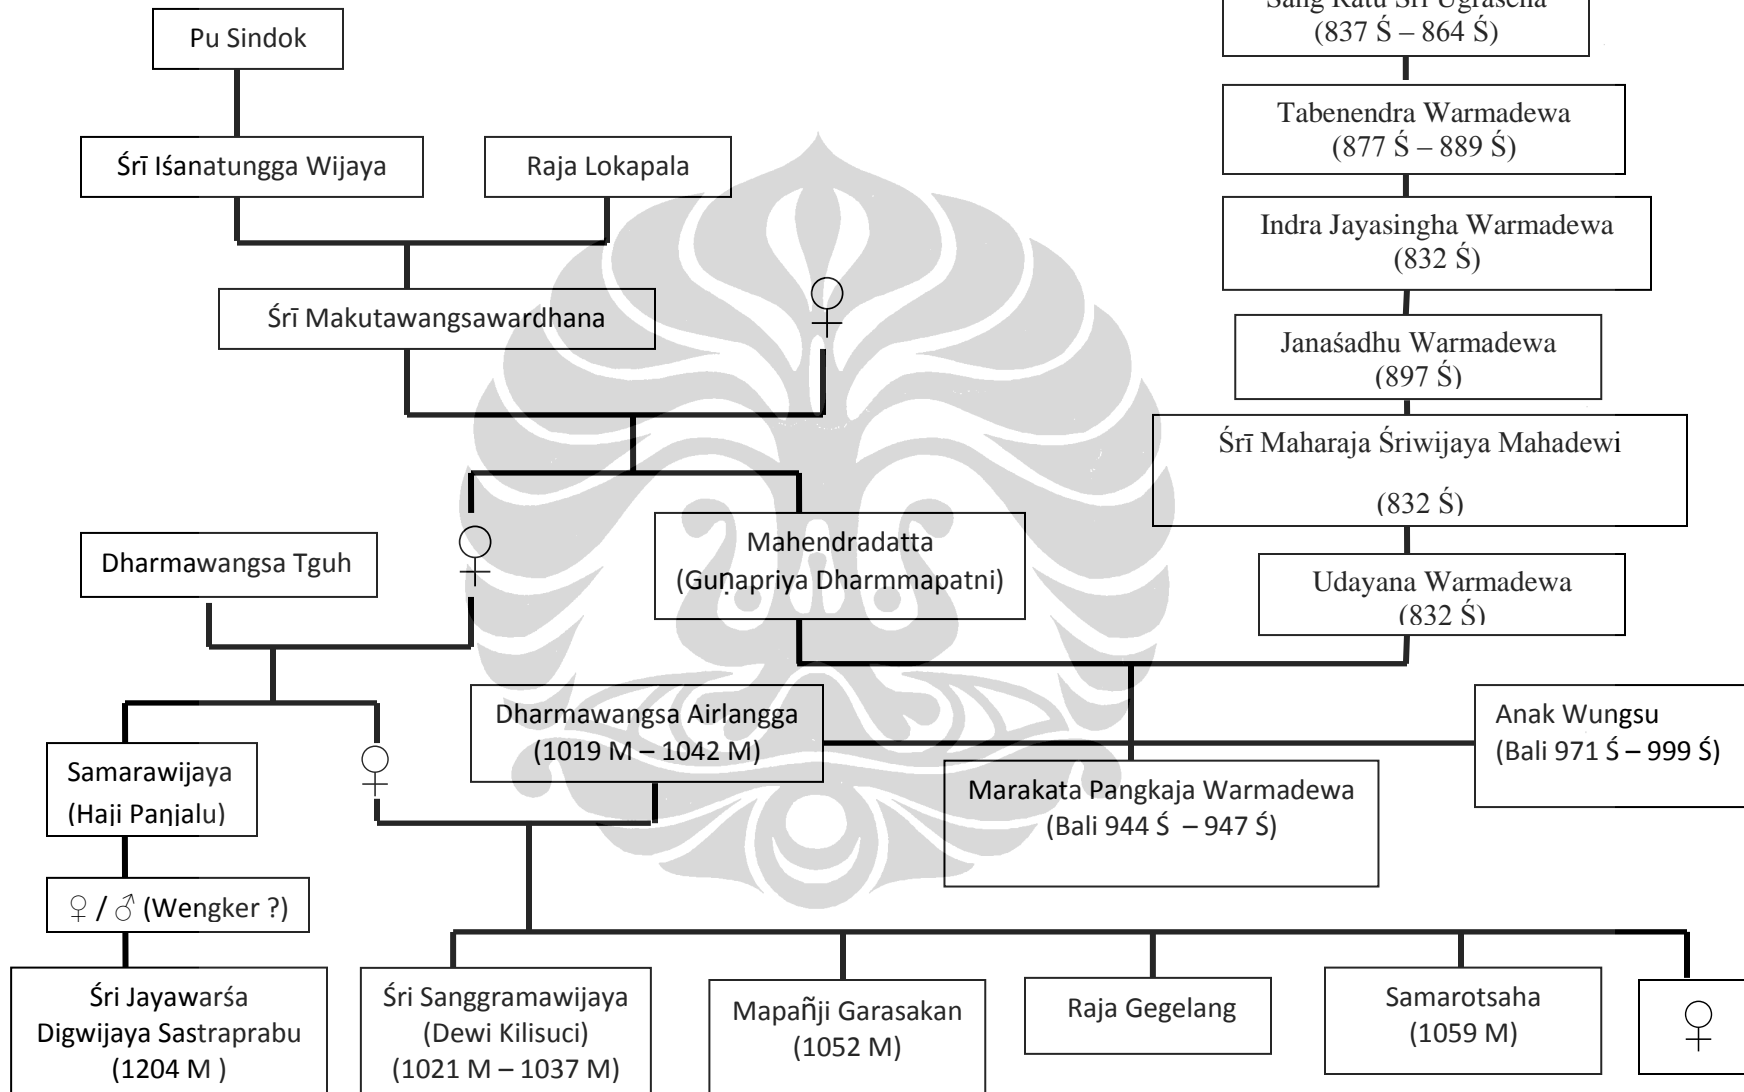 Sang Ratu Śri Ugrasena
(837 Ś – 864 Ś)
Pu Sindok
Tabenendra Warmadewa
(877 Ś – 889 Ś)
Śrī Iśanatungga Wijaya
Raja Lokapala
Indra Jayasingha Warmadewa
(832 Ś)
Śrī Makutawangsawardhana
♀
Janaśadhu Warmadewa
(897 Ś)
Śrī Maharaja Śriwijaya Mahadewi
(832 Ś)
Dharmawangsa Tguh
♀
Mahendradatta
(Guṇapriya Dharmmapatni)
Udayana Warmadewa
(832 Ś)
Samarawijaya
(Haji Panjalu)
♀
Dharmawangsa Airlangga
(1019 M – 1042 M)
Marakata Pangkaja Warmadewa
(Bali 944 Ś – 947 Ś)
Anak Wungsu
(Bali 971 Ś – 999 Ś)
♀ / ♂ (Wengker ?)
Śri Jayawarśa
Digwijaya Sastraprabu
(1204 M )
Śri Sanggramawijaya
(Dewi Kilisuci)
(1021 M – 1037 M)
Mapañji Garasakan
(1052 M)
Raja Gegelang
Samarotsaha
(1059 M)
♀